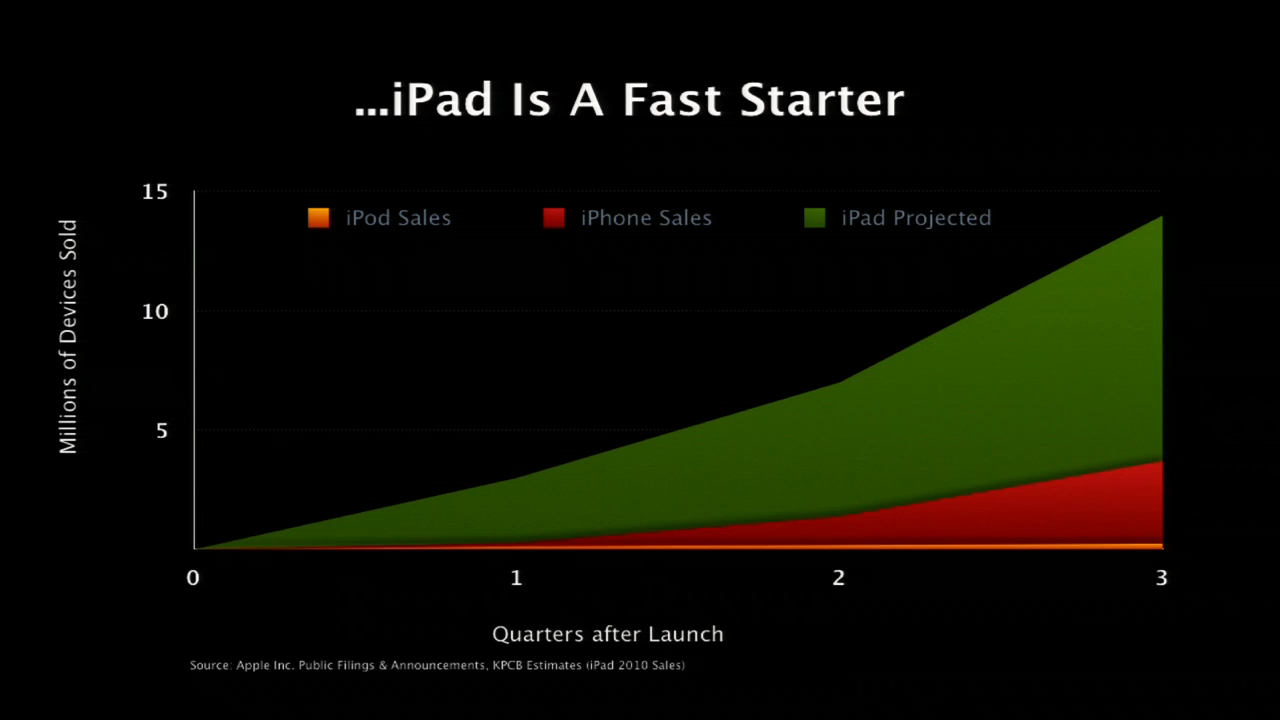 ...iPad Is A Fast Starter
iPod Sales
iPhone Sales
iPad Projected
Millions of Devices Sold
15
10
5
0
1
2
3
Quarters after Launch
Source: Apple Inc. Public Filings & Announcements, KPCB Estimates (iPad 2010 Sales)